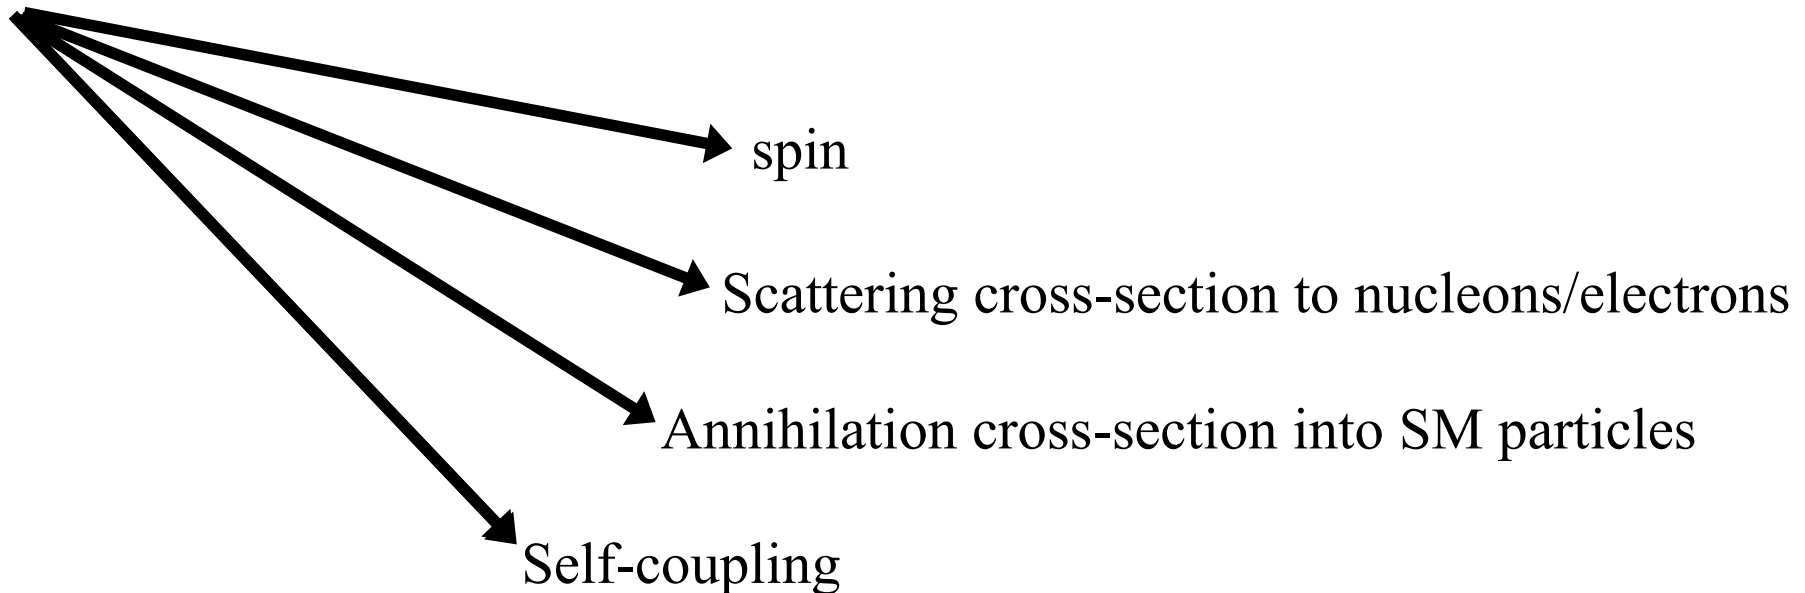 spin
Scattering cross-section to nucleons/electrons
Annihilation cross-section into SM particles
Self-coupling